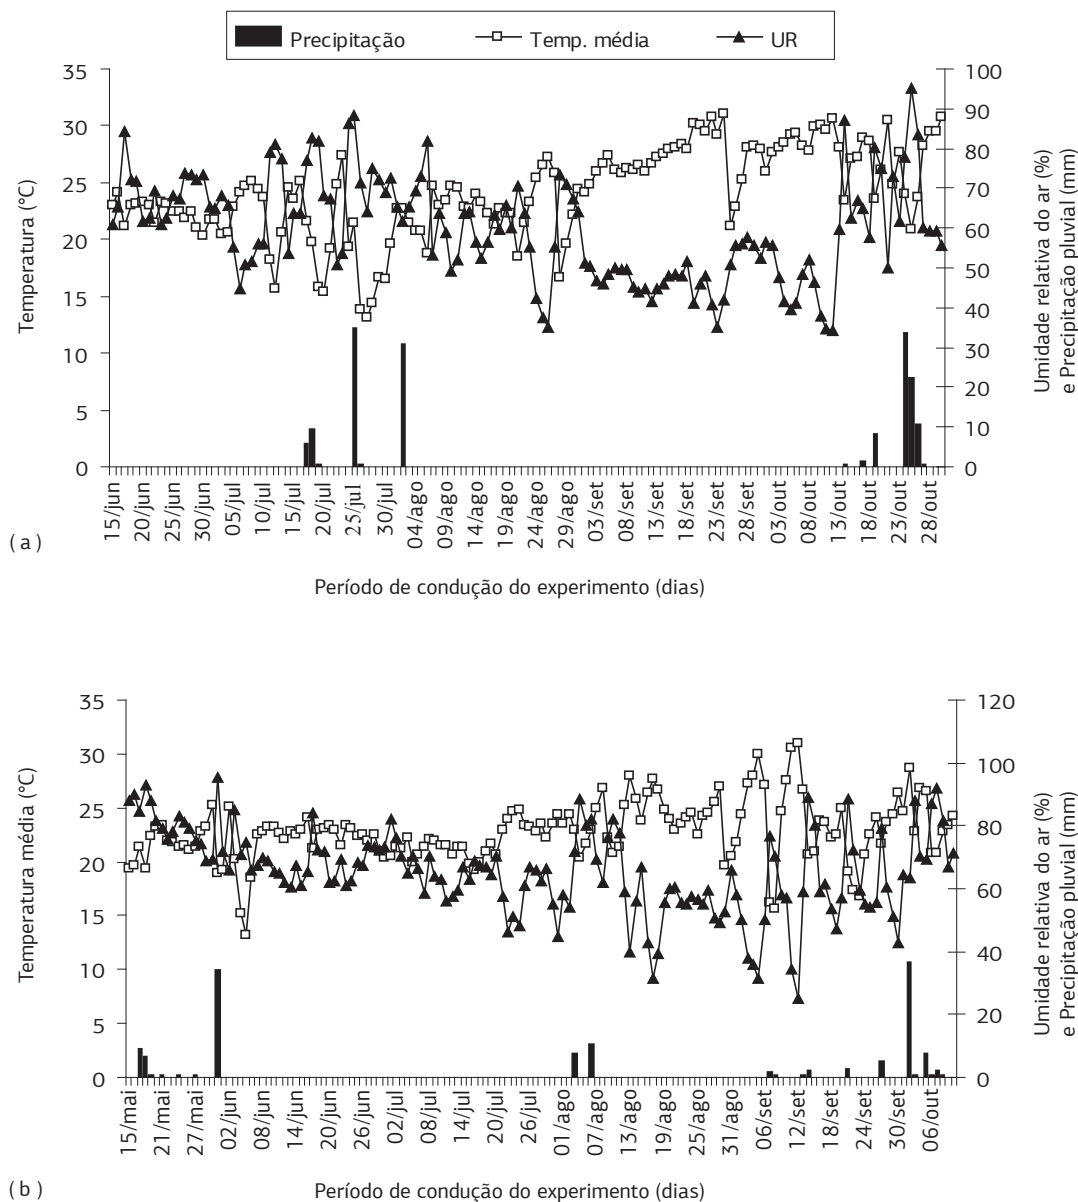 Precipitação Temp. média UR
35 100
30 90
25 80
20 70
15 60
10 50
5 40
0 30
20
10
0
Temperatura (°C)
Umidade relativa do ar (%)
e Precipitação pluvial (mm)
15/jun 20/jun 25/jun 30/jun 05/jul 10/jul 15/jul 20/jul 25/jul 30/jul 04/ago 09/ago 14/ago 19/ago 24/ago 29/ago 03/set 08/set 13/set 18/set 23/set 28/set 03/out 08/out 13/out 18/out 23/out 28/out
(a)
Período de condução do experimento (dias)
35 120
30 100
25 80
20 60
15 40
10 20
5 0
0
Temperatura média (°C)
Umidade relativa do ar (%)
e Precipitação pluvial (mm)
15/mai 21/mai 27/mai 02/jun 08/jun 14/jun 20/jun 26/jun 02/jul 08/jul 14/jul 20/jul 26/jul 01/ago 07/ago 13/ago 19/ago 25/ago 31/ago 06/set 12/set 18/set 24/set 30/set 06/out
(b)
Período de condução do experimento (dias)